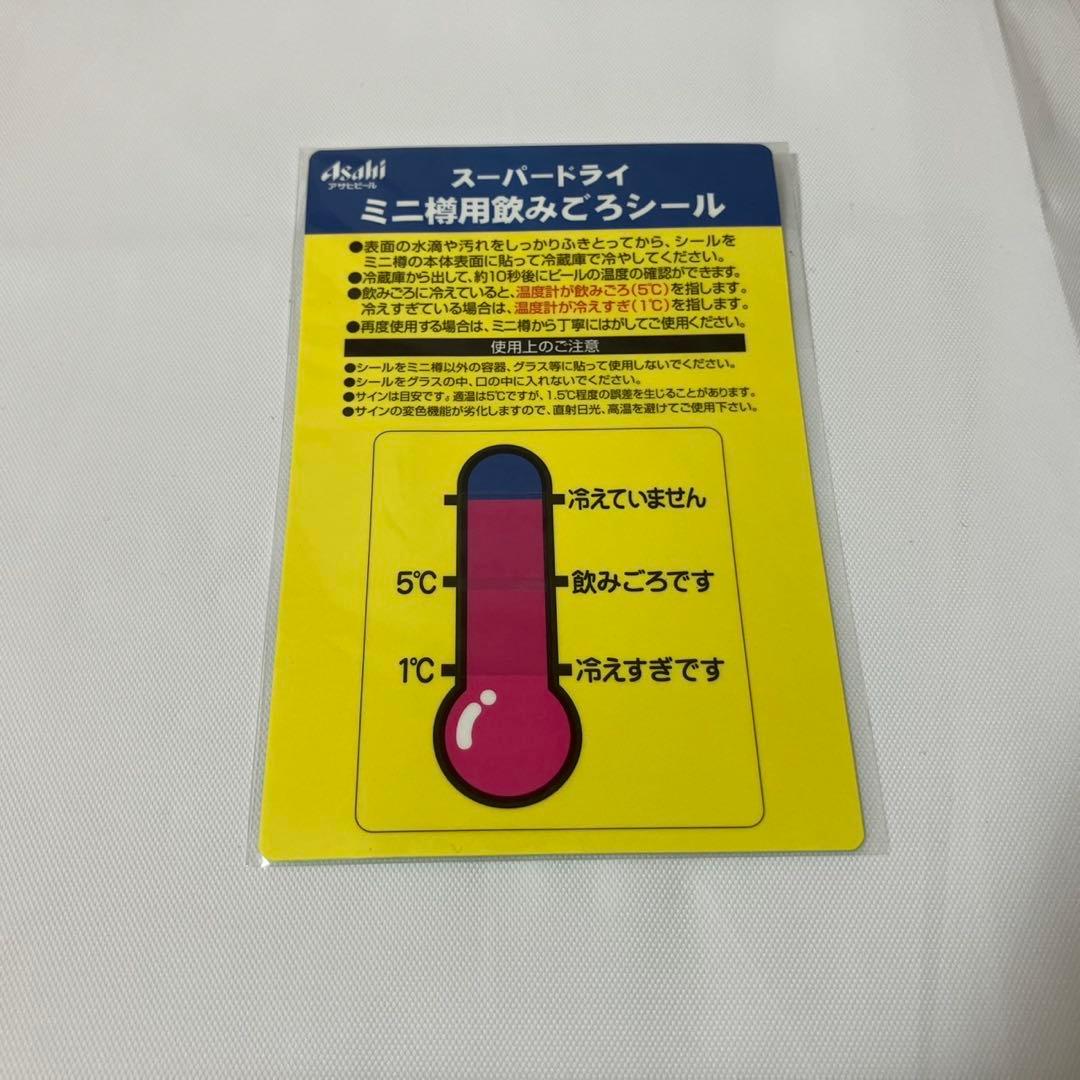 Asahi
アサヒビール
スーパードライ
ミニ樽用飲みごろシール
●表面の水滴や汚れをしっかりふきとってから、シールを
ミニ樽の本体表面に貼って冷蔵庫で冷やしてください。
●冷蔵庫から出して、約10秒後にビールの温度の確認ができます。
●飲みごろに冷えていると、温度計が飲みごろ(5℃)を指します。
冷えすぎている場合は、温度計が冷えすぎ(1℃)を指します。
●再度使用する場合は、ミニ樽から丁寧にはがしてご使用ください。
使用上のご注意
●シールをミニ樽以外の容器、グラス等に貼って使用しないでください。
●シールをグラスの中、口の中に入れないでください。
●サインは目安です。適温は5℃ですが、1.5℃程度の誤差を生じることがあります。
●サインの変色機能が劣化しますので、直射日光、高温を避けてご使用下さい。
冷えていません
5℃ 飲みごろです
1℃ 冷えすぎです